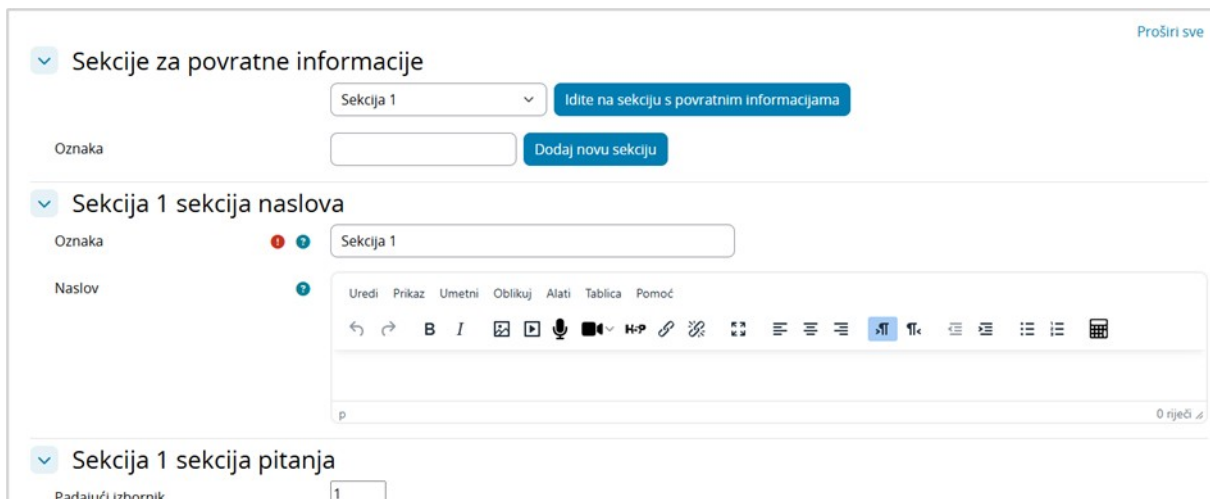 Proširi sve
Sekcije za povratne informacije
Sekcija 1 Idite na sekciju s povratnim informacijama
Oznaka Dodaj novu sekciju
Sekcija 1 sekcija naslova
Oznaka ! ? Sekcija 1
Naslov ?
Uredi Prikaz Umetni Oblikuj Alati Tablica Pomoć
B I H-P
p 0 riječi
Sekcija 1 sekcija pitanja
Padajući izbornik 1